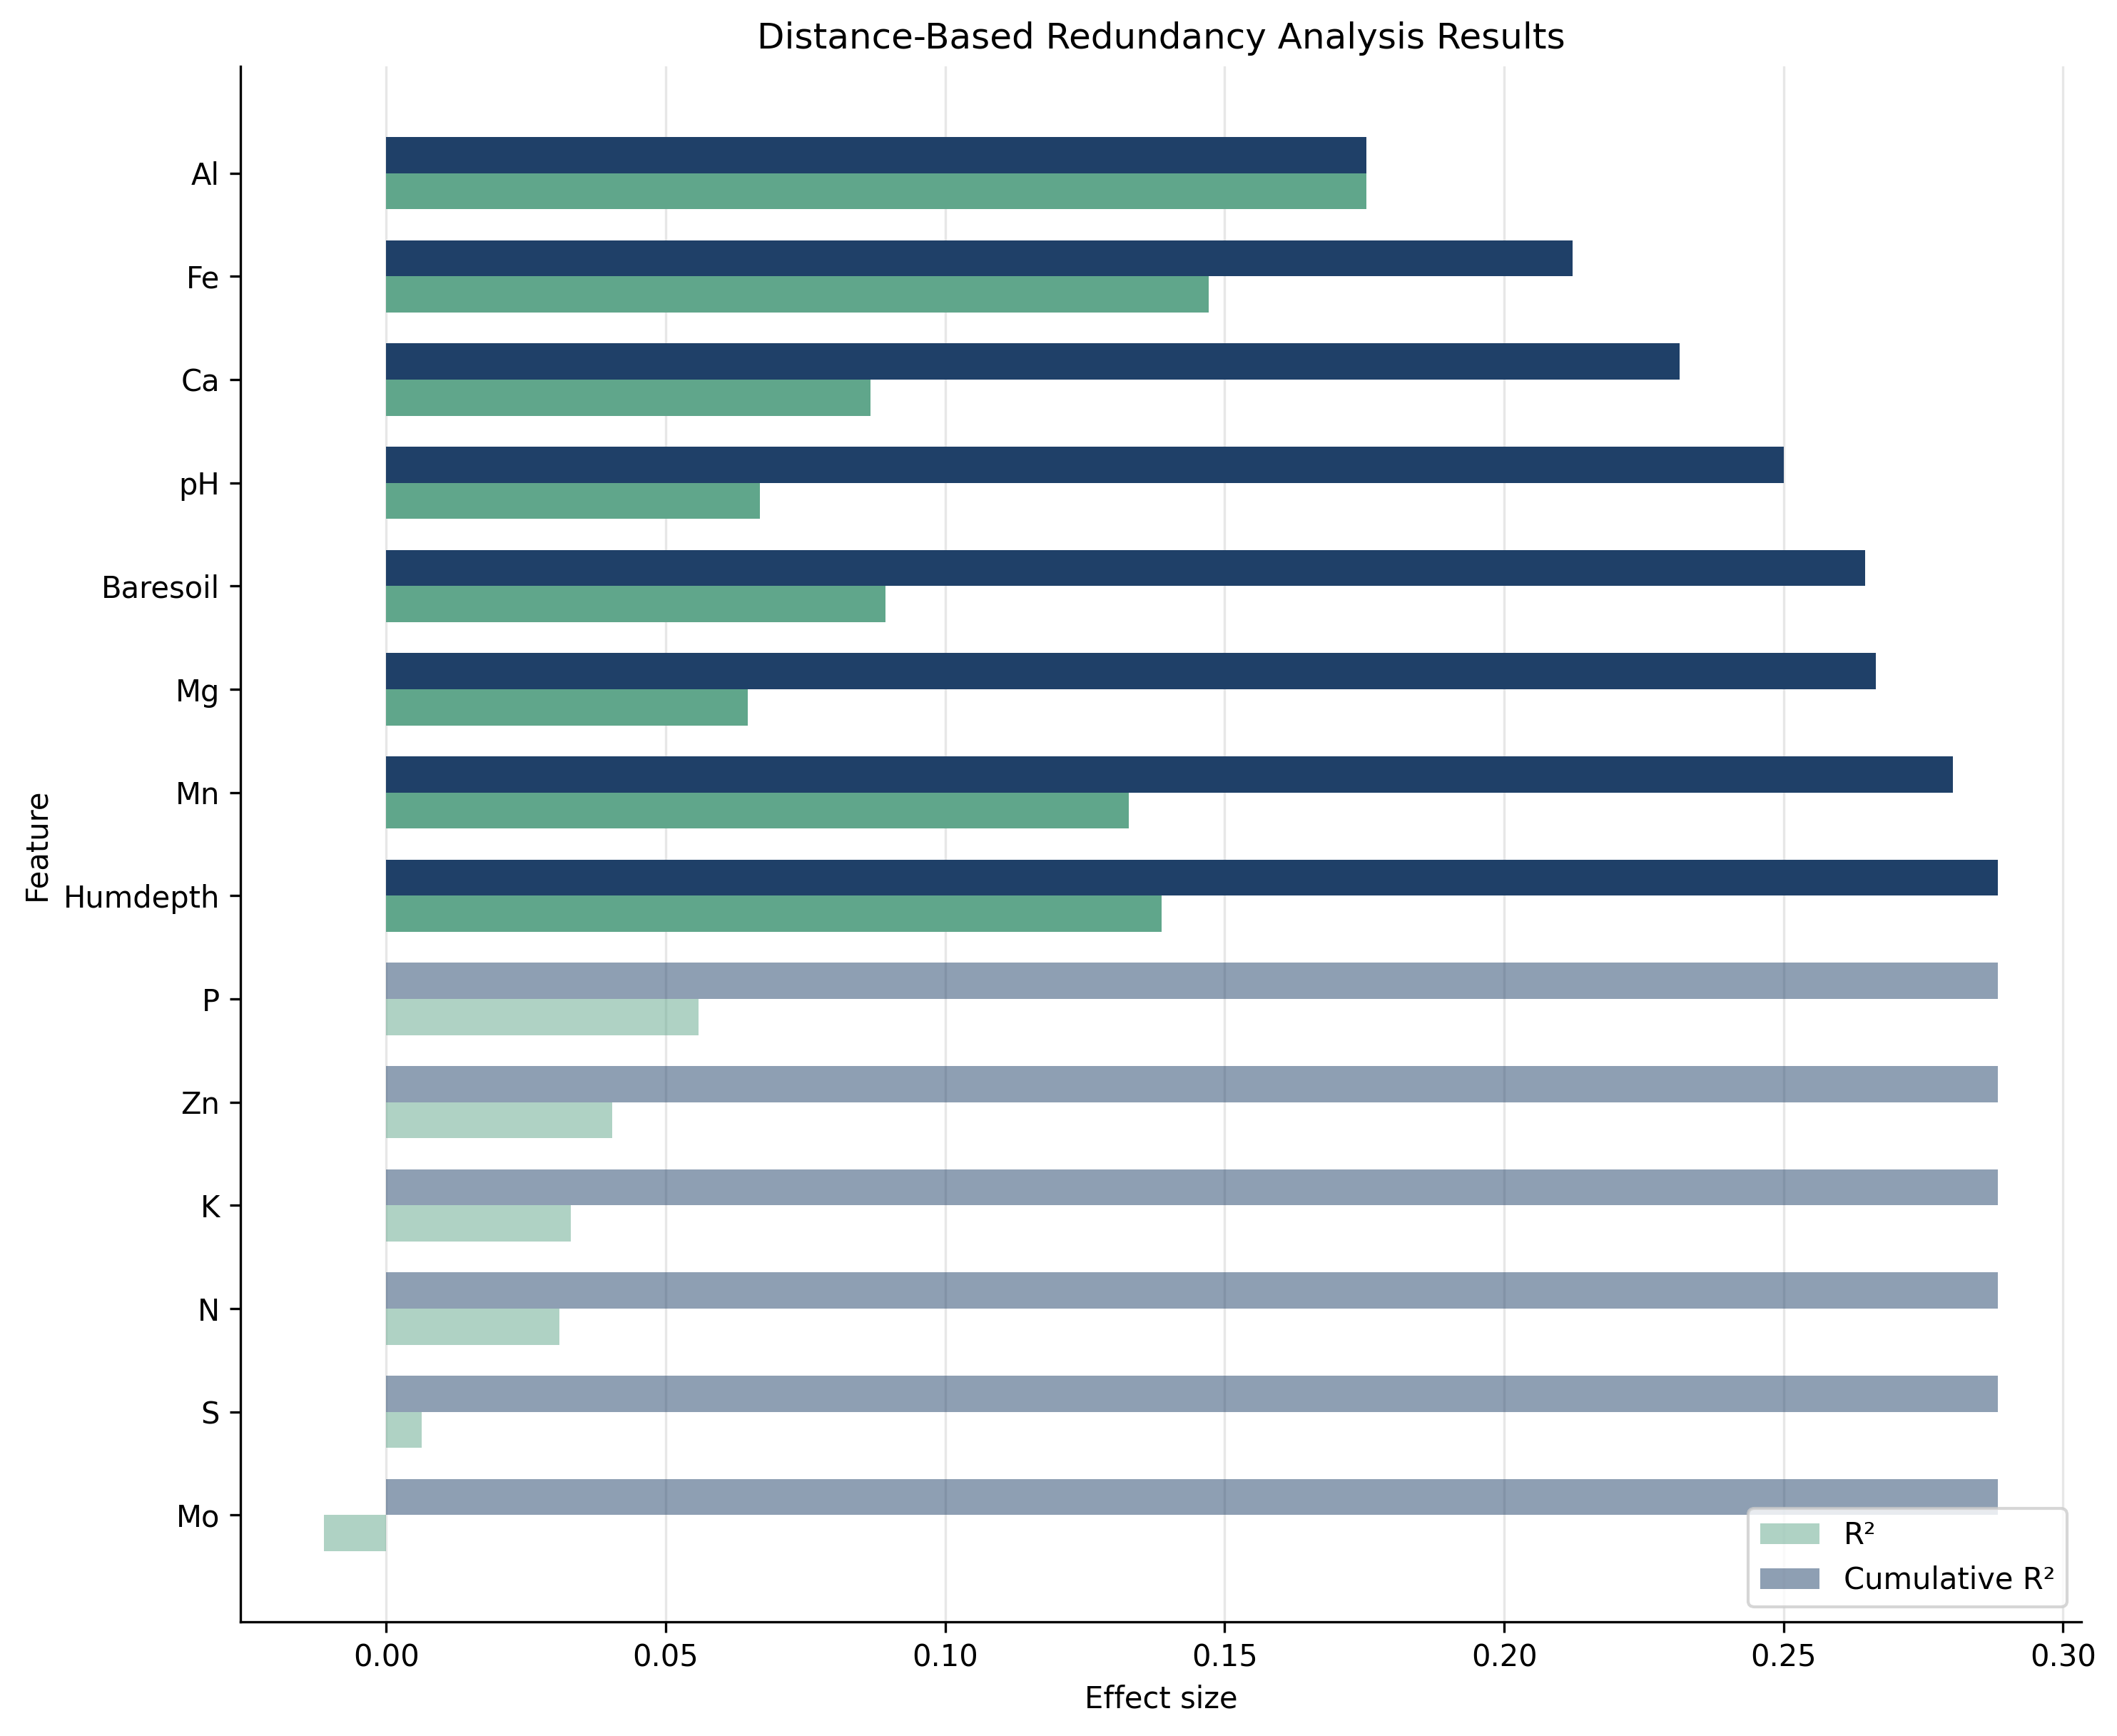 Distance-Based Redundancy Analysis Results
Feature
Al
Fe
Ca
pH
Baresoil
Mg
Mn
Humdepth
P
Zn
K
N
S
Mo
R²
Cumulative R²
0.00 0.05 0.10 0.15 0.20 0.25 0.30
Effect size